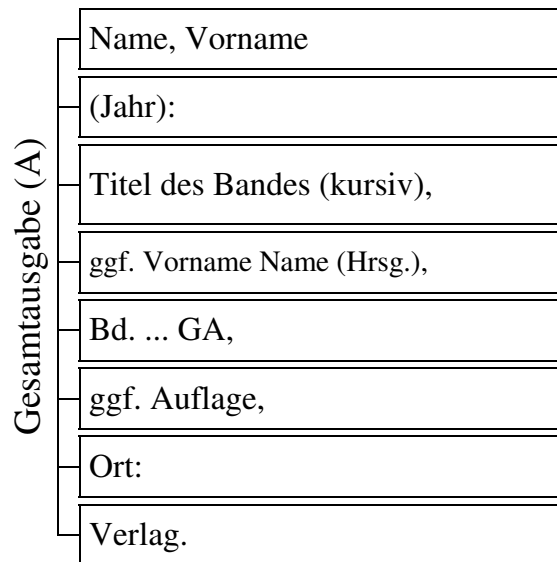 Gesamtausgabe (A)
Name, Vorname
(Jahr):
Titel des Bandes (kursiv),
ggf. Vorname Name (Hrsg.),
Bd. ... GA,
ggf. Auflage,
Ort:
Verlag.